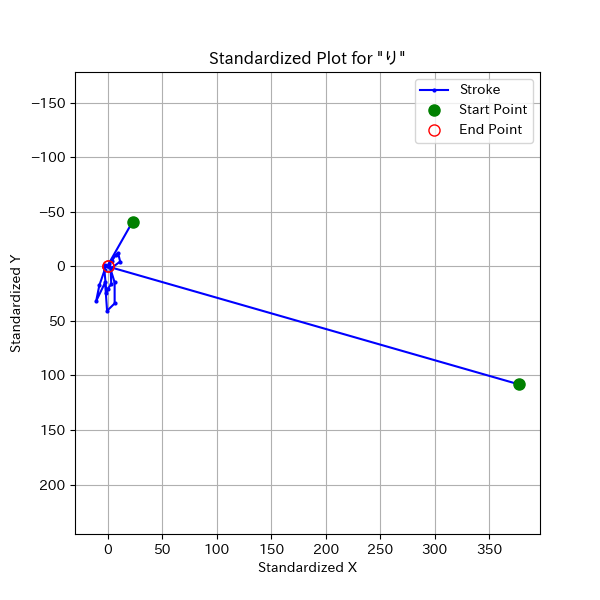 Standardized Plot for "り"
Stroke
Start Point
End Point
−150
−100
−50
0
50
100
150
200
Standardized Y
0 50 100 150 200 250 300 350
Standardized X